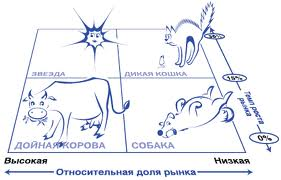 ЗВЕЗДА
ДИКАЯ КОШКА
15%
Темп роста
рынка
ДОЙНАЯ КОРОВА
СОБАКА
0%
Высокая
Низкая
Относительная доля рынка